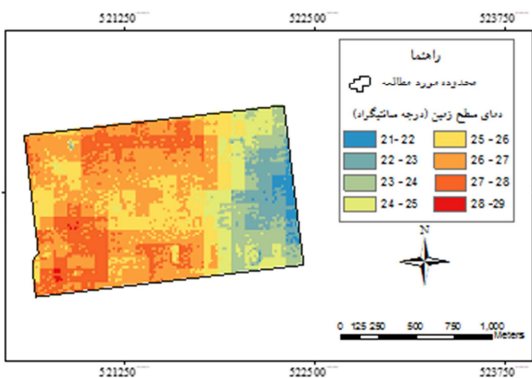 521250 522500 523750
راهنما
محدوده مورد مطالعه
دمای سطح زمین (درجه سانتیگراد)
21-22 25 - 26
22 - 23 26 - 27
23 - 24 27 - 28
24 - 25 28 - 29
N
0 125 250 500 750 1,000
Meters
521250 522500 523750